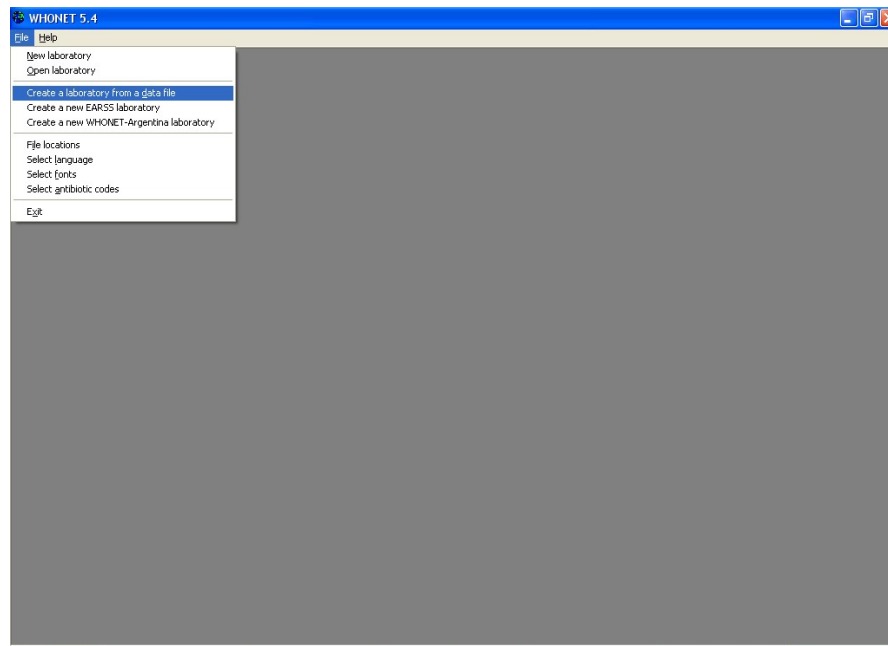 WHONET 5.4
File Help
New laboratory
Open laboratory
Create a laboratory from a data file
Create a new EARSS laboratory
Create a new WHONET-Argentina laboratory
File locations
Select language
Select fonts
Select antibiotic codes
Exit